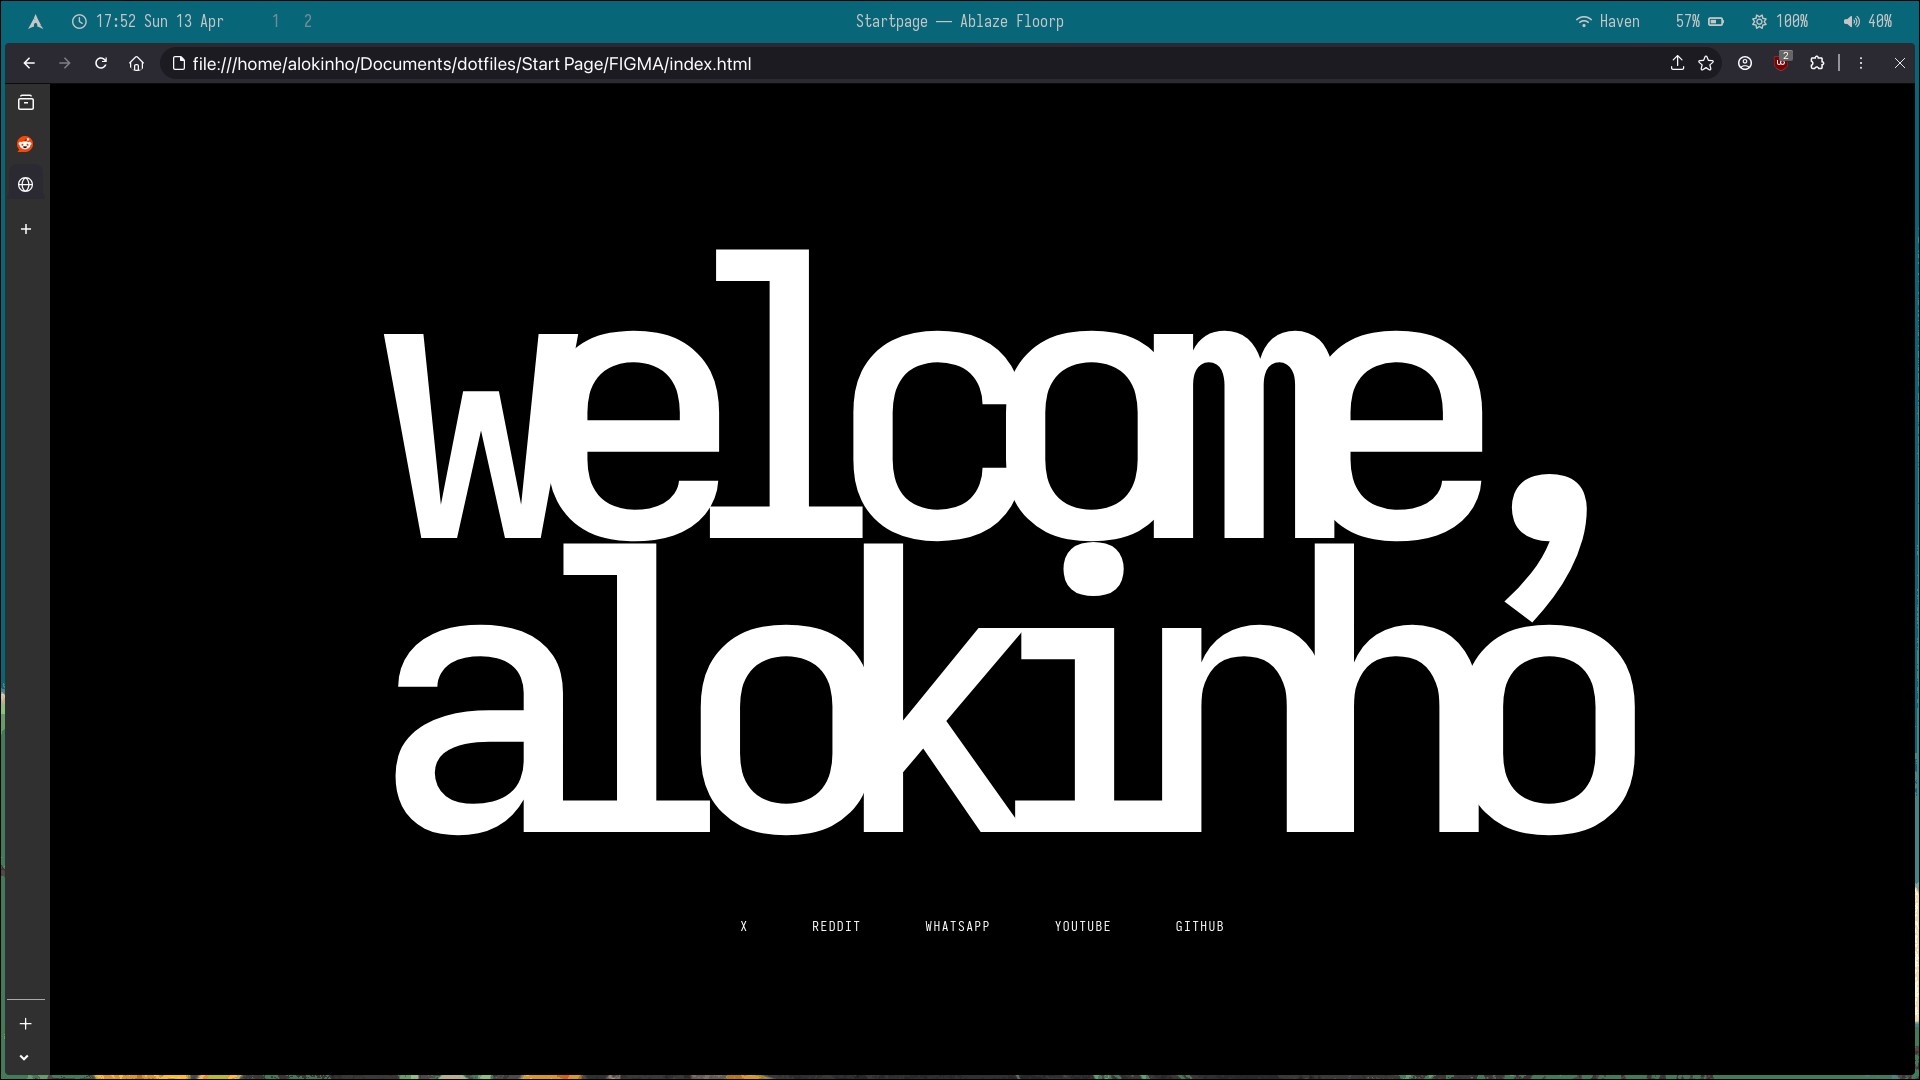 17:52 Sun 13 Apr 1 2 Startpage — Ablaze Floorp Haven 57% 100% 40%
file:///home/alokinho/Documents/dotfiles/Start Page/FIGMA/index.html 2
welcome,
alokinho
X REDDIT WHATSAPP YOUTUBE GITHUB